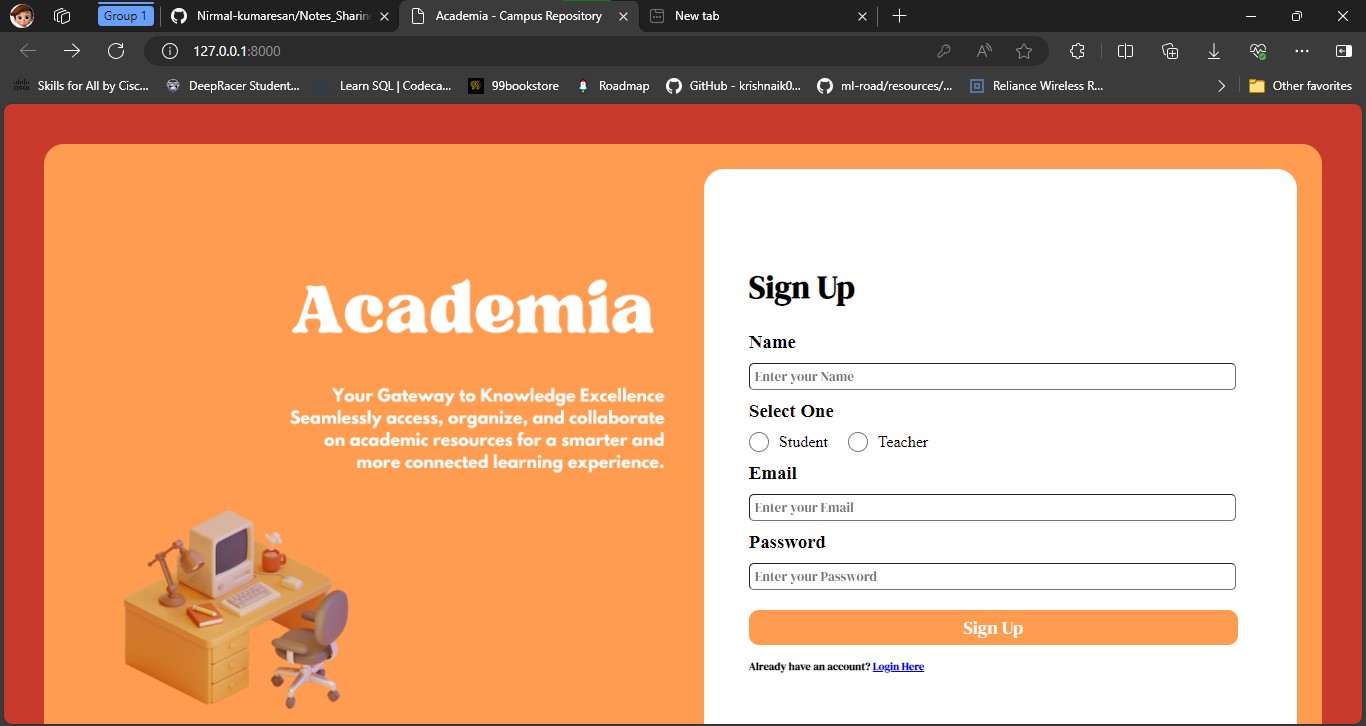 Group 1
Nirmal-kumaresan/Notes_Sharin
Academia - Campus Repository
New tab
127.0.0.1:8000
Skills for All by Cisc...
DeepRacer Student...
Learn SQL | Codeca...
99bookstore
Roadmap
GitHub - krishnaik0...
ml-road/resources/...
Reliance Wireless R...
Other favorites
Academia
Your Gateway to Knowledge Excellence
Seamlessly access, organize, and collaborate
on academic resources for a smarter and
more connected learning experience.
Sign Up
Name
Enter your Name
Select One
Student Teacher
Email
Enter your Email
Password
Enter your Password
Sign Up
Already have an account? Login Here